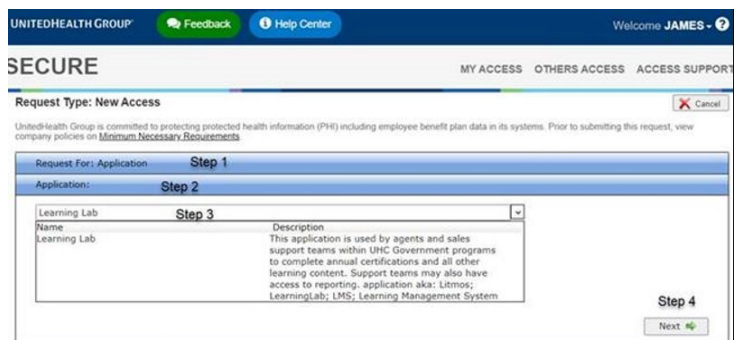 UNITEDHEALTH GROUP
Feedback
Help Center
Welcome JAMES
SECURE
MY ACCESS OTHERS ACCESS ACCESS SUPPORT
Request Type: New Access
Cancel
UnitedHealth Group is committed to protecting protected health information (PHI) including employee benefit plan data in its systems. Prior to submitting this request, view
company policies on Minimum Necessary Requirements.
Request For: Application Step 1
Application: Step 2
Learning Lab Step 3
Name Description
Learning Lab This application is used by agents and sales
support teams within UHC Government programs
to complete annual certifications and all other
learning content. Support teams may also have
access to reporting. application aka: Litmos;
LearningLab; LMS; Learning Management System
Step 4
Next